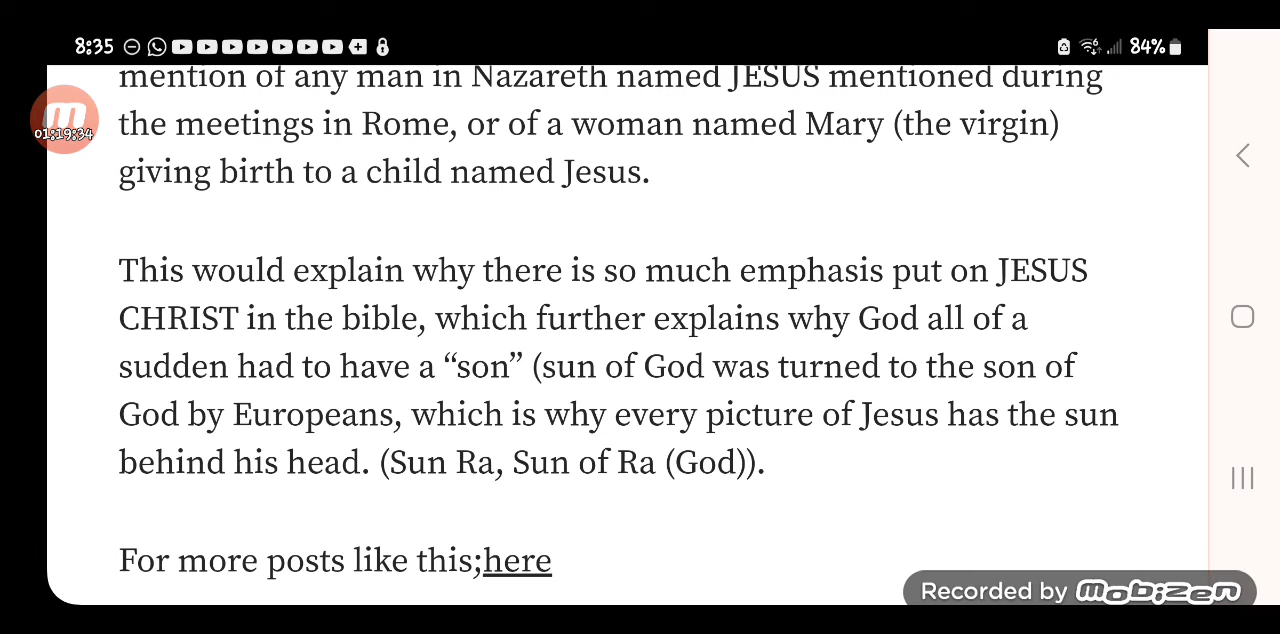 8:35
84%
mention of any man in Nazareth named JESUS mentioned during
01:19:34
the meetings in Rome, or of a woman named Mary (the virgin)
giving birth to a child named Jesus.
This would explain why there is so much emphasis put on JESUS
CHRIST in the bible, which further explains why God all of a
sudden had to have a “son” (sun of God was turned to the son of
God by Europeans, which is why every picture of Jesus has the sun
behind his head. (Sun Ra, Sun of Ra (God)).
For more posts like this;here
Recorded by mobizen